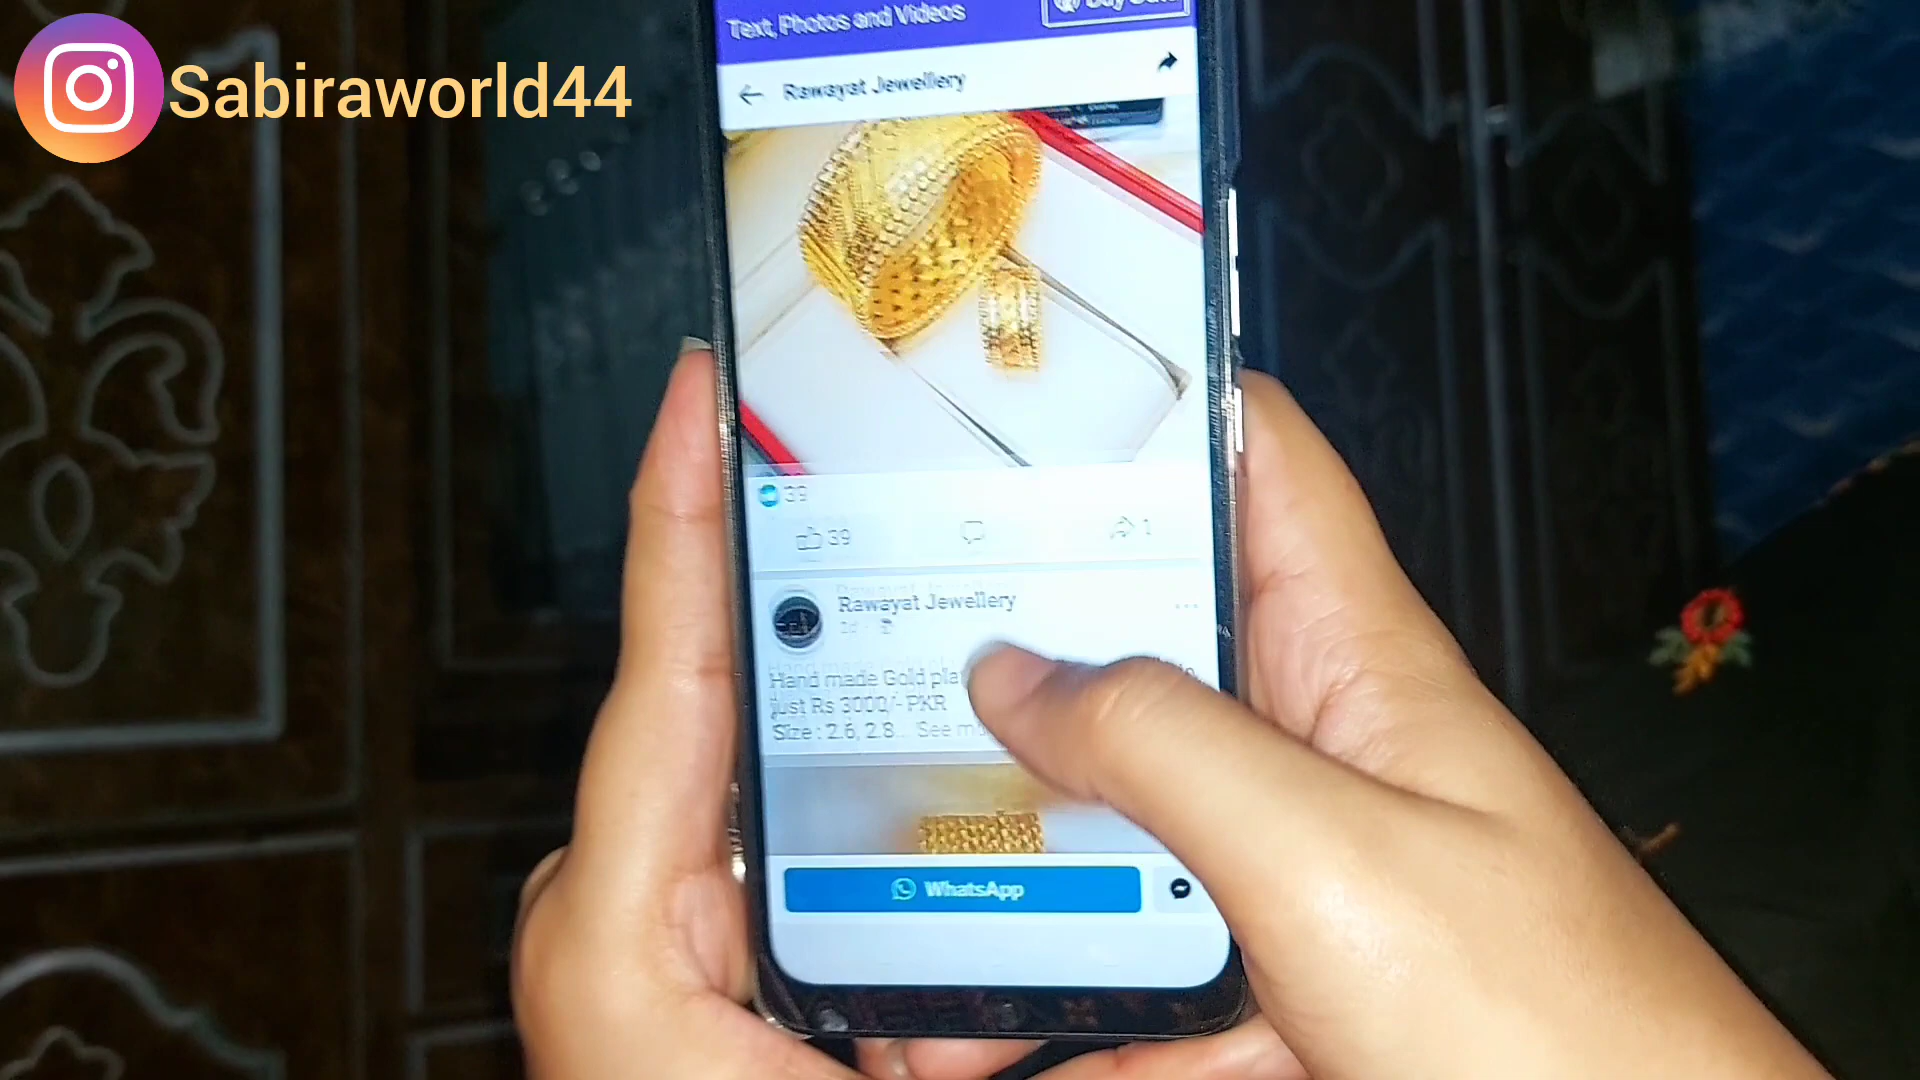 Sabiraworld44
Text, Photos and Videos
Rawayat Jewellery
39
39
1
Rawayat Jewellery
2d
Hand made Gold
just Rs 3000/- PKR
Size : 2.6, 2.8... See
WhatsApp